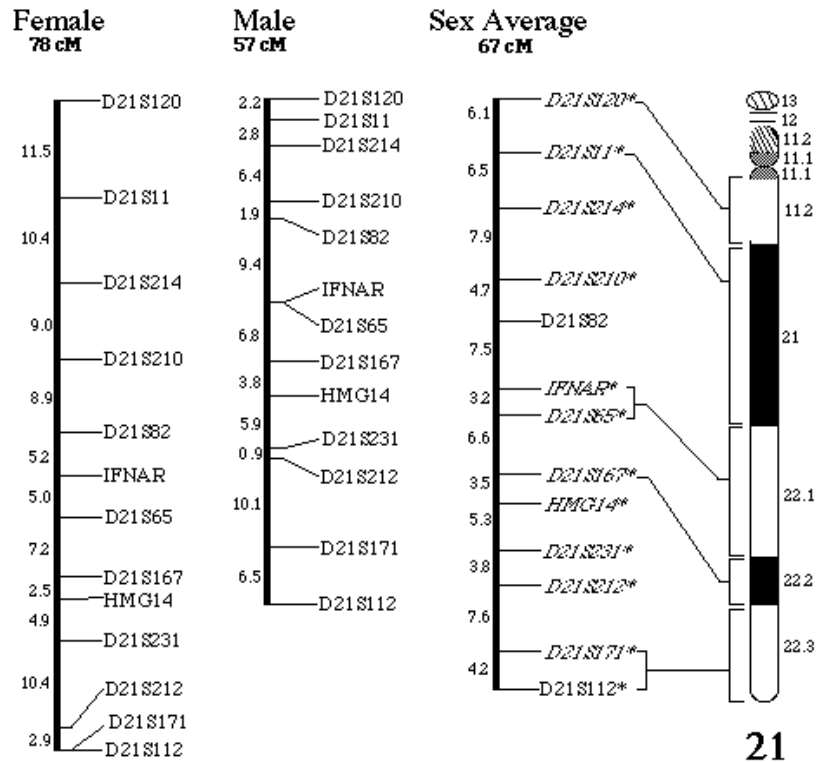 Female
78 cM
D21S120
11.5
D21S11
10.4
D21S214
9.0
D21S210
8.9
D21S82
5.2
IFNAR
5.0
D21S65
7.2
D21S167
2.5
HMG14
4.9
D21S231
10.4
D21S212
D21S171
2.9
D21S112
Male
57 cM
2.2
D21S120
D21S11
2.8
D21S214
6.4
D21S210
1.9
D21S82
9.4
IFNAR
D21S65
6.8
D21S167
3.8
HMG14
5.9
D21S231
0.9
D21S212
10.1
D21S171
6.5
D21S112
Sex Average
67 cM
D21S120*
6.1
D21S11*
6.5
D21S214*
7.9
D21S210*
4.7
D21S82
7.5
IFNAR*
3.2
D21S65*
6.6
D21S167*
3.5
HMG14*
5.3
D21S231*
3.8
D21S212*
7.6
D21S171*
4.2
D21S112*
13
12
11.2
11.1
11.1
11.2
21
22.1
22.2
22.3
21